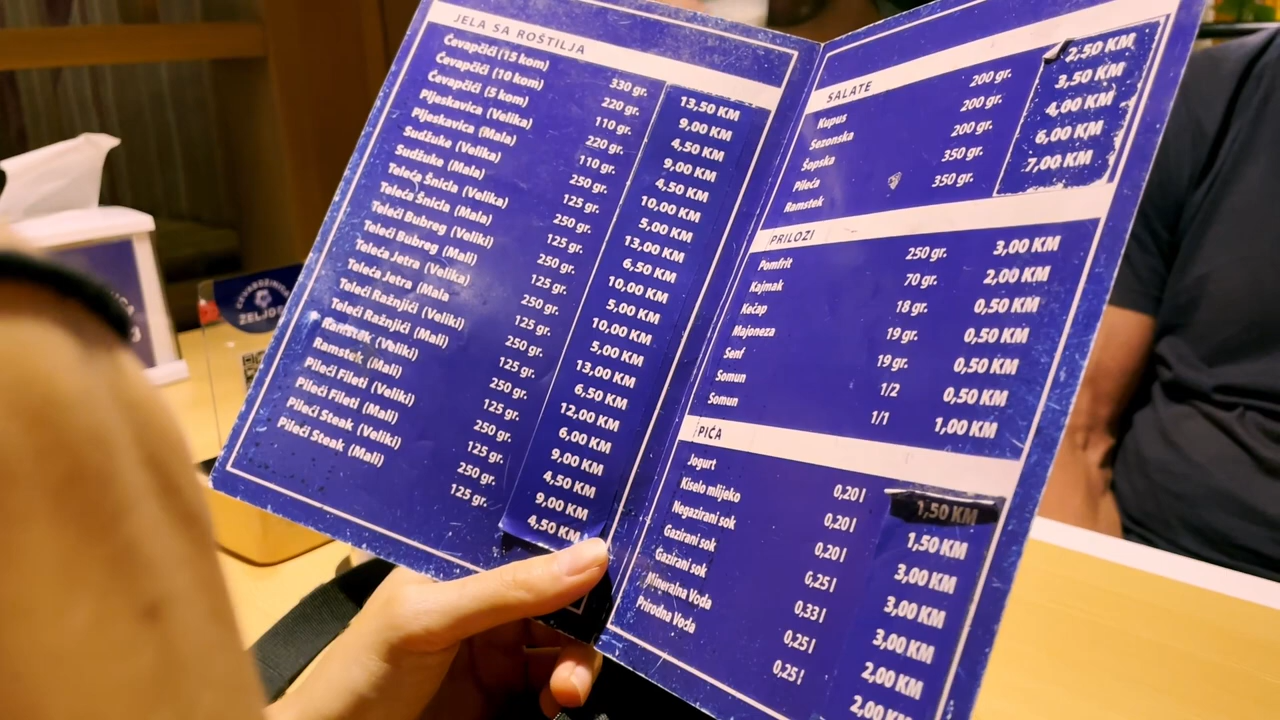 JELA SA ROŠTILJA
Ćevapčići (15 kom) 330 gr. 13,50 KM
Ćevapčići (10 kom) 220 gr. 9,00 KM
Ćevapčići (5 kom) 110 gr. 4,50 KM
Pljeskavica (Velika) 220 gr. 9,00 KM
Pljeskavica (Mala) 110 gr. 4,50 KM
Sudžuke (Velika) 250 gr. 10,00 KM
Sudžuke (Mala) 125 gr. 5,00 KM
Teleća Šnicla (Velika) 250 gr. 13,00 KM
Teleća Šnicla (Mala) 125 gr. 6,50 KM
Teleći Bubreg (Veliki) 250 gr. 10,00 KM
Teleći Bubreg (Mali) 125 gr. 5,00 KM
Teleća Jetra (Velika) 250 gr. 10,00 KM
Teleća Jetra (Mala 125 gr. 5,00 KM
Teleći Ražnjići (Veliki) 250 gr. 13,00 KM
Teleći Ražnjići (Mali) 125 gr. 6,50 KM
Ramstek (Veliki) 250 gr. 12,00 KM
Ramstek (Mali) 125 gr. 6,00 KM
Pileći Fileti (Veliki) 250 gr. 9,00 KM
Pileći Fileti (Mali) 125 gr. 4,50 KM
Pileći Steak (Veliki) 250 gr. 9,00 KM
Pileći Steak (Mali) 125 gr. 4,50 KM
SALATE
Kupus 200 gr. 2,50 KM
Sezonska 200 gr. 3,50 KM
Šopska 200 gr. 4,00 KM
Pileća 350 gr. 6,00 KM
Ramstek 350 gr. 7,00 KM
PRILOZI
Pomfrit 250 gr. 3,00 KM
Kajmak 70 gr. 2,00 KM
Kečap 18 gr. 0,50 KM
Majoneza 19 gr. 0,50 KM
Senf 19 gr. 0,50 KM
Somun 1/2 0,50 KM
Somun 1/1 1,00 KM
PIĆA
Jogurt 0,20 l 1,50 KM
Kiselo mlijeko 0,20 l 1,50 KM
Negazirani sok 0,20 l 3,00 KM
Gazirani sok 0,25 l 3,00 KM
Gazirani sok 0,33 l 3,00 KM
Mineralna Voda 0,25 l 2,00 KM
Prirodna Voda 0,25 l 2,00 KM